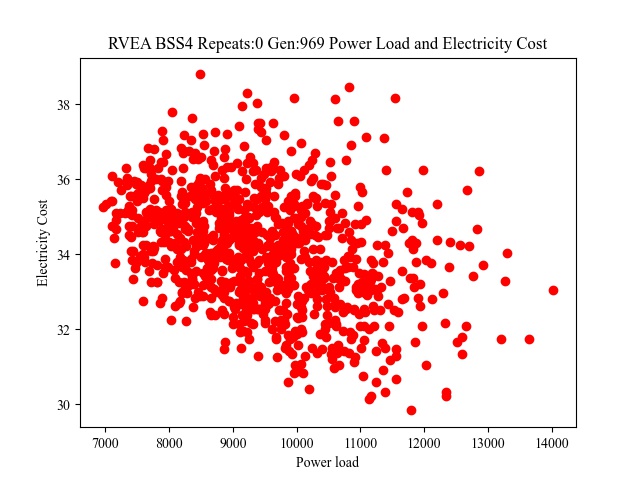 RVEA BSS4 Repeats:0 Gen:969 Power Load and Electricity Cost
Electricity Cost
38
36
34
32
30
7000 8000 9000 10000 11000 12000 13000 14000
Power load